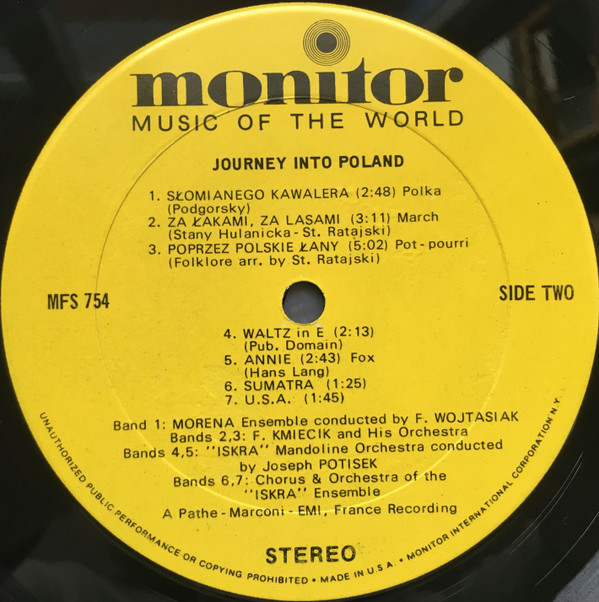 monitor
MUSIC OF THE WORLD
JOURNEY INTO POLAND
1. SŁOMIANEGO KAWALERA (2:48) Polka
(Podgorsky)
2. ZA ŁAKAMI, ZA LASAMI (3:11) March
(Stany Hulanicka - St. Ratajski)
3. POPRZEZ POLSKIE ŁANY (5:02) Pot-pourri
(Folklore arr. by St. Ratajski)
MFS 754
SIDE TWO
4. WALTZ in E (2:13)
(Pub. Domain)
5. ANNIE (2:43) Fox
(Hans Lang)
6. SUMATRA (1:25)
7. U.S.A. (1:45)
Band 1: MORENA Ensemble conducted by F. WOJTASIAK
Bands 2,3: F. KMIECIK and His Orchestra
Bands 4,5: "ISKRA" Mandoline Orchestra conducted
by Joseph POTISEK
Bands 6,7: Chorus & Orchestra of the
"ISKRA" Ensemble
A Pathe - Marconi - EMI, France Recording
STEREO
UNAUTHORIZED PUBLIC PERFORMANCE OR COPYING PROHIBITED • MADE IN U.S.A. • MONITOR INTERNATIONAL CORPORATION N.Y.